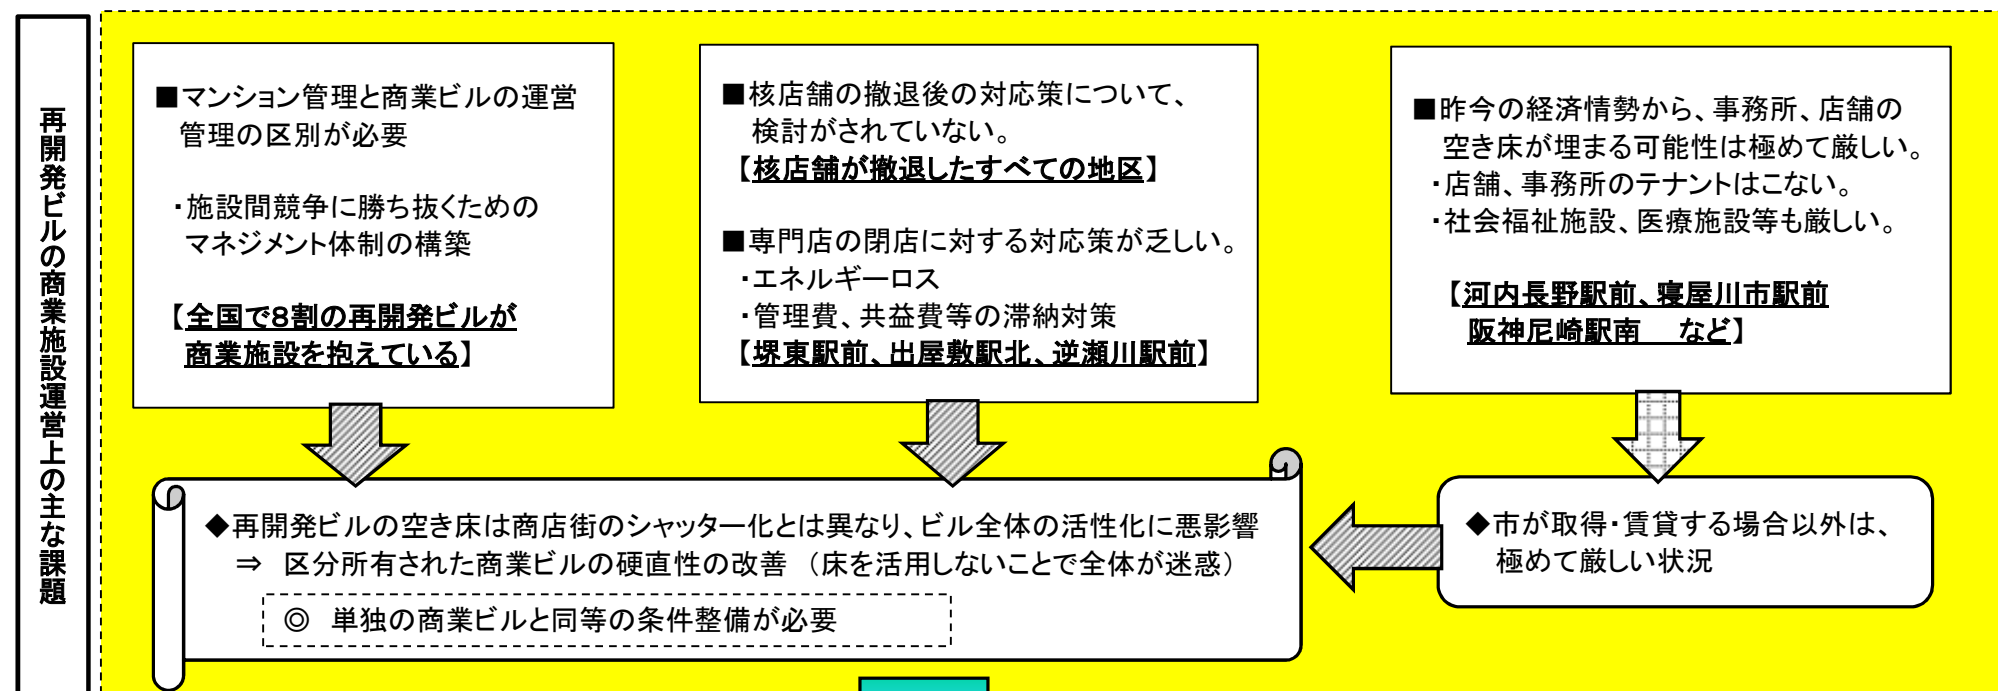 再開発ビルの商業施設運営上の主な課題
■マンション管理と商業ビルの運営
管理の区別が必要
・施設間競争に勝ち抜くための
マネジメント体制の構築
【全国で8割の再開発ビルが
商業施設を抱えている】
■核店舗の撤退後の対応策について、
検討がされていない。
【核店舗が撤退したすべての地区】
■専門店の閉店に対する対応策が乏しい。
・エネルギーロス
・管理費、共益費等の滞納対策
【堺東駅前、出屋敷駅北、逆瀬川駅前】
■昨今の経済情勢から、事務所、店舗の
空き床が埋まる可能性は極めて厳しい。
・店舗、事務所のテナントはこない。
・社会福祉施設、医療施設等も厳しい。
【河内長野駅前、寝屋川市駅前
阪神尼崎駅南　など】
◆再開発ビルの空き床は商店街のシャッター化とは異なり、ビル全体の活性化に悪影響
⇒ 区分所有された商業ビルの硬直性の改善 （床を活用しないことで全体が迷惑）
◎ 単独の商業ビルと同等の条件整備が必要
◆市が取得・賃貸する場合以外は、
極めて厳しい状況